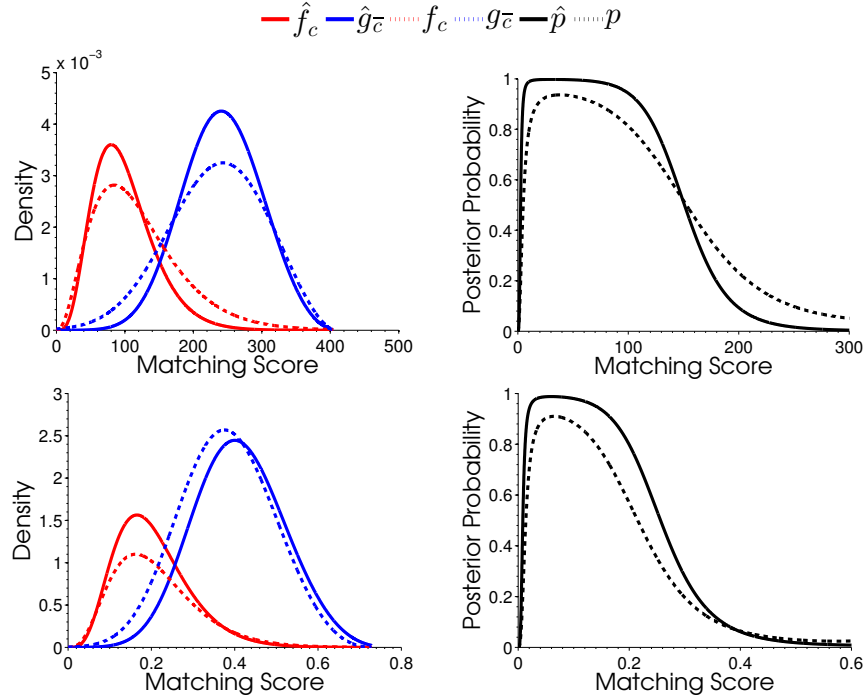 f̂_c ĝ_c̄ f_c g_c̄ p̂ p
5 x 10⁻³
4
3
2
1
0
0 100 200 300 400 500
Density
Matching Score
1
0.8
0.6
0.4
0.2
0
0 100 200 300
Posterior Probability
Matching Score
3
2.5
2
1.5
1
0.5
0
0 0.2 0.4 0.6 0.8
Density
Matching Score
1
0.8
0.6
0.4
0.2
0
0 0.2 0.4 0.6
Posterior Probability
Matching Score